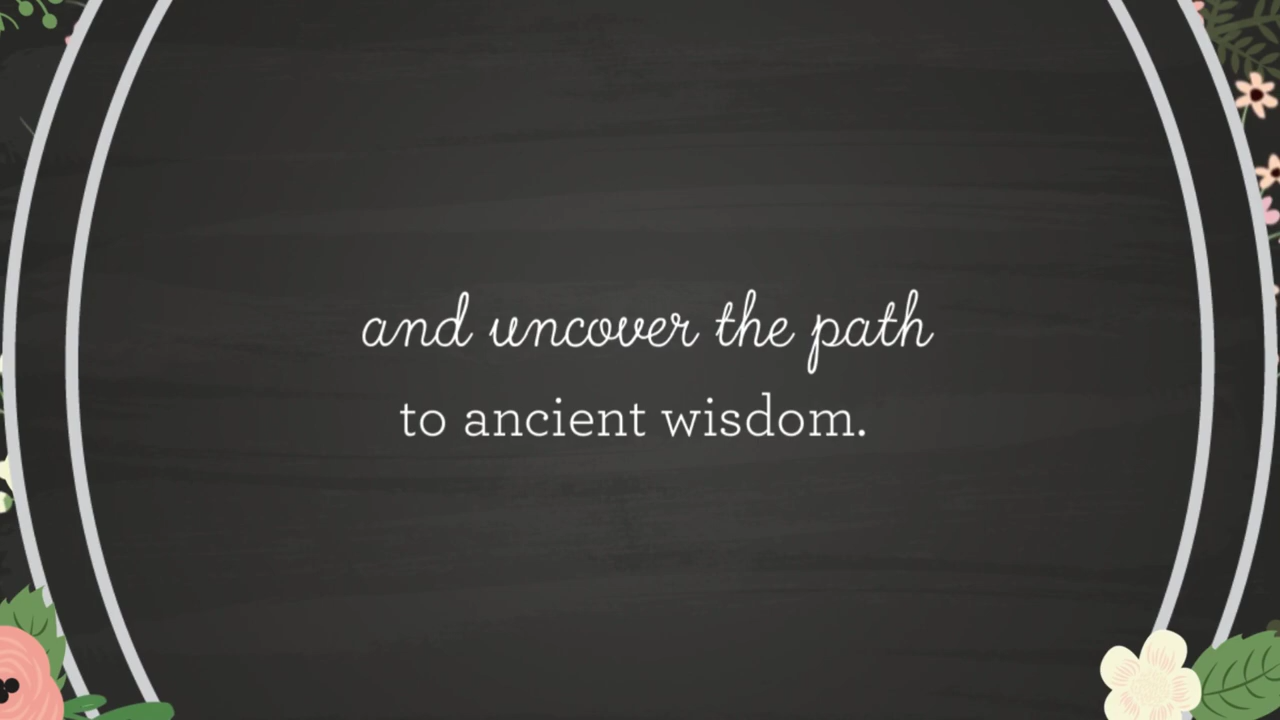 and uncover the path
to ancient wisdom.